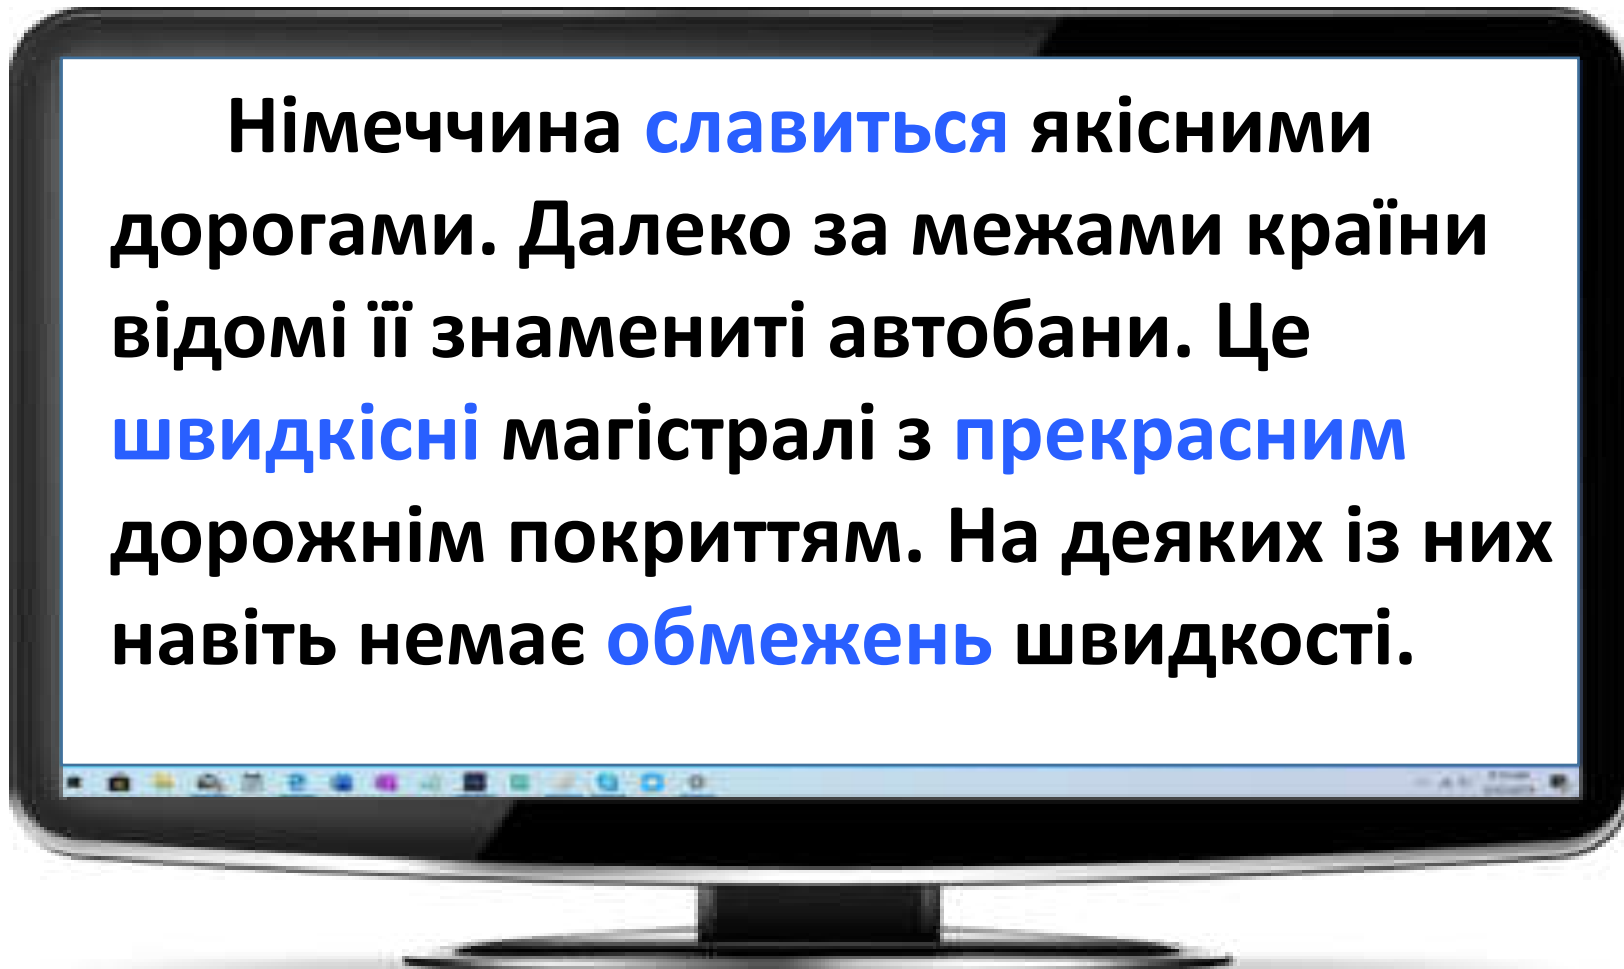 Німеччина славиться якісними
дорогами. Далеко за межами країни
відомі її знамениті автобани. Це
швидкісні магістралі з прекрасним
дорожнім покриттям. На деяких із них
навіть немає обмежень швидкості.